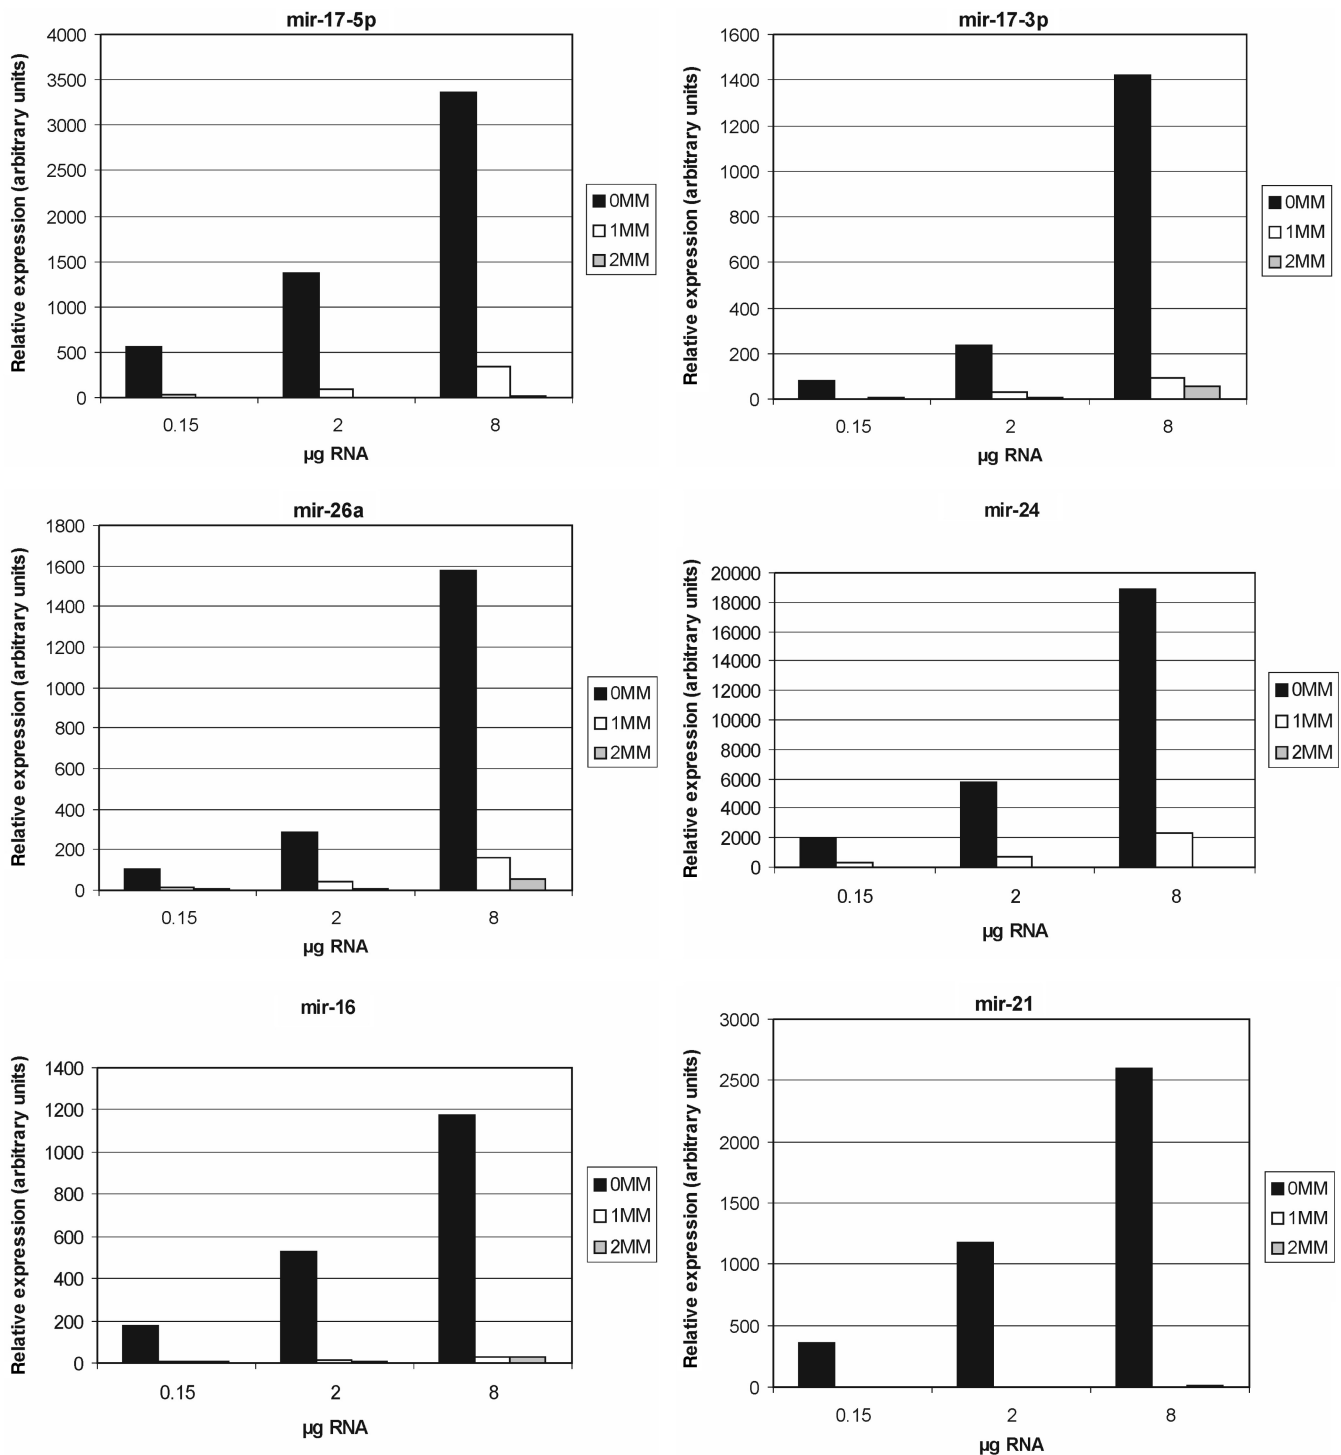 mir-17-5p
Relative expression (arbitrary units)
4000
3500
3000
2500
2000
1500
1000
500
0
0.15
2
8
µg RNA
0MM
1MM
2MM
mir-17-3p
Relative expression (arbitrary units)
1600
1400
1200
1000
800
600
400
200
0
0.15
2
8
µg RNA
0MM
1MM
2MM
mir-26a
Relative expression (arbitrary units)
1800
1600
1400
1200
1000
800
600
400
200
0
0.15
2
8
µg RNA
0MM
1MM
2MM
mir-24
Relative expression (arbitrary units)
20000
18000
16000
14000
12000
10000
8000
6000
4000
2000
0
0.15
2
8
µg RNA
0MM
1MM
2MM
mir-16
Relative expression (arbitrary units)
1400
1200
1000
800
600
400
200
0
0.15
2
8
µg RNA
0MM
1MM
2MM
mir-21
Relative expression (arbitrary units)
3000
2500
2000
1500
1000
500
0
0.15
2
8
µg RNA
0MM
1MM
2MM